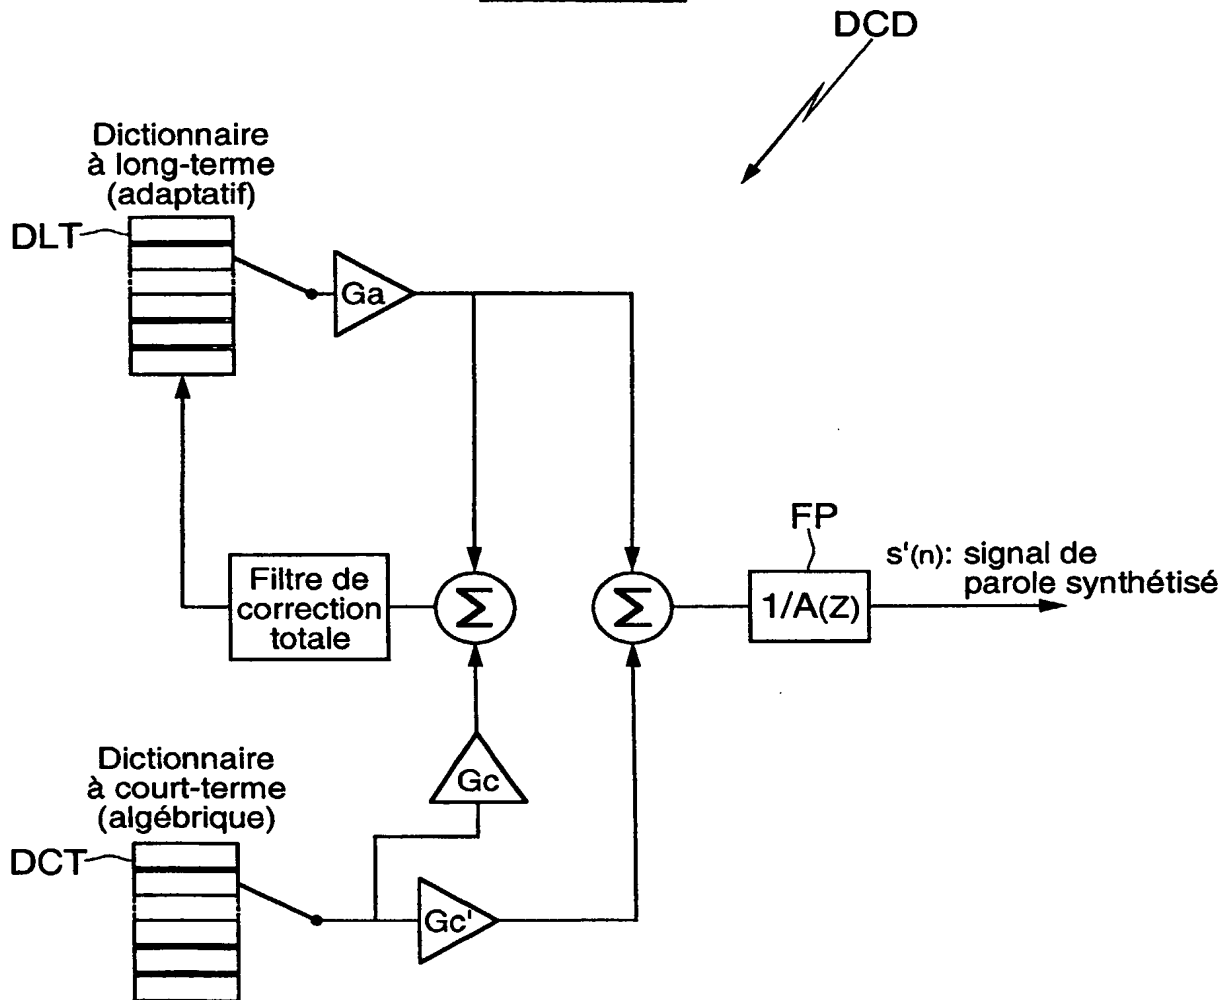 DCD
Dictionnaire
à long-terme
(adaptatif)
DLT
Ga
FP
s'(n): signal de
parole synthétisé
Filtre de
correction
totale
Σ
Σ
1/A(Z)
Dictionnaire
à court-terme
(algébrique)
Gc
DCT
Gc'